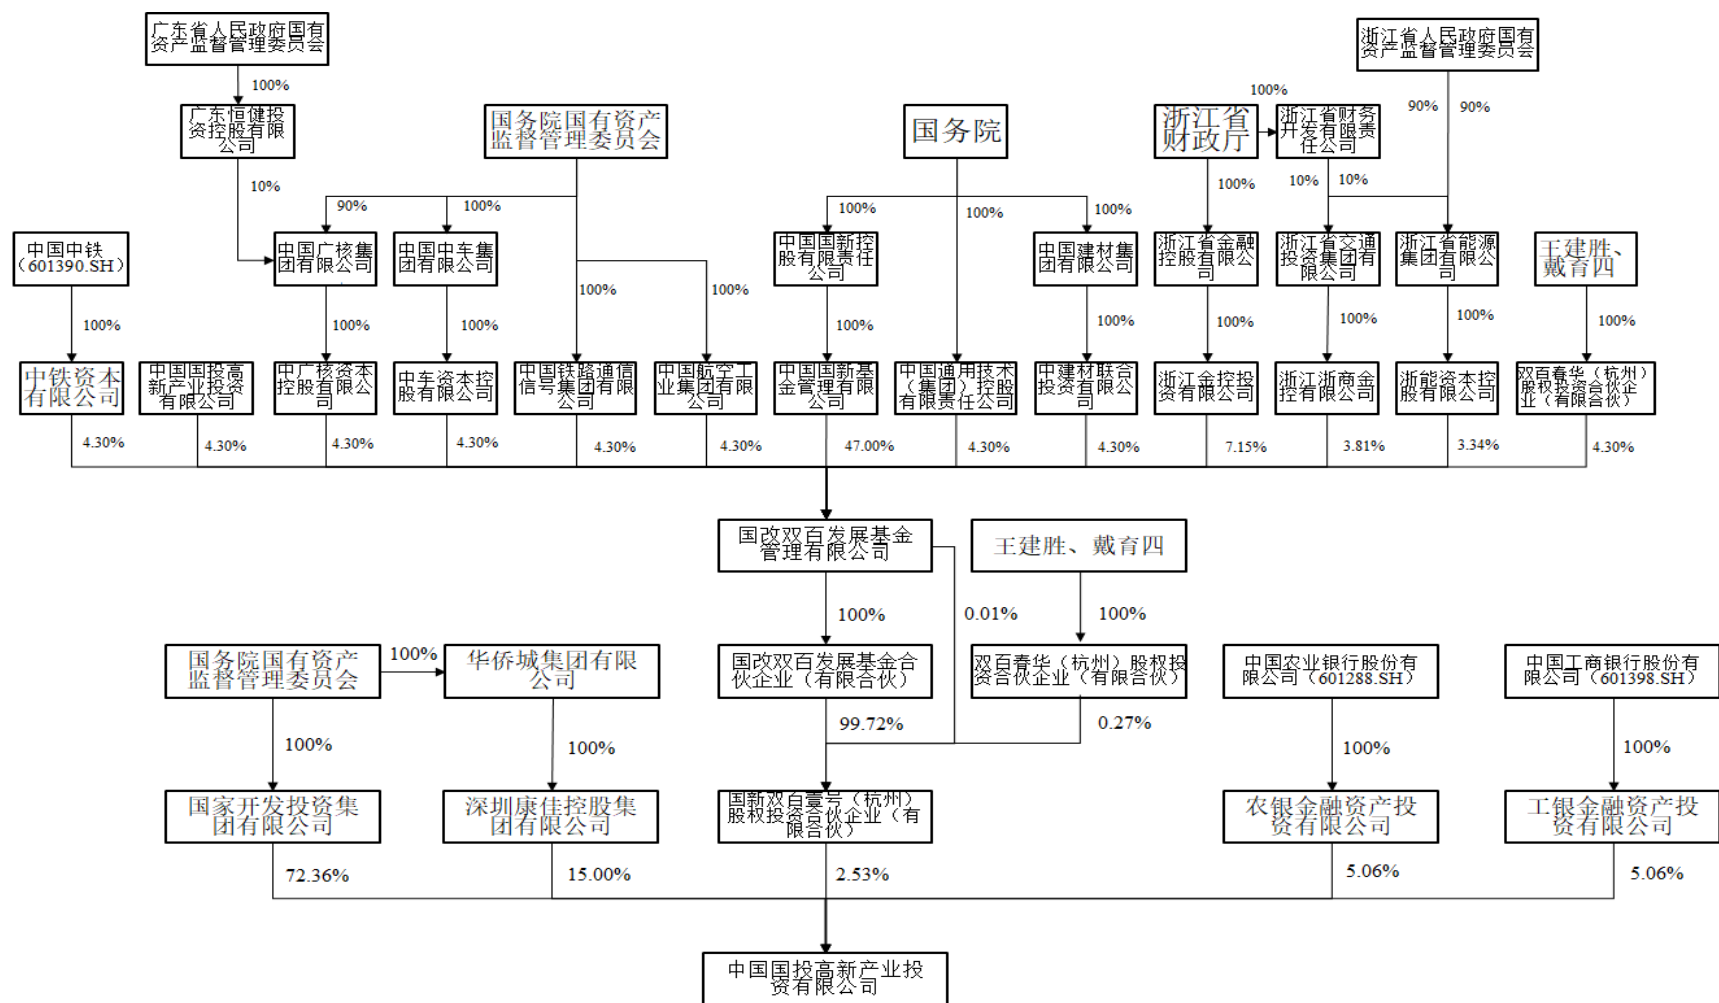 广东省人民政府国有
资产监督管理委员会
浙江省人民政府国有
资产监督管理委员会
100%
广东恒健投
资控股有限
公司
国务院国有资产
监督管理委员会
国务院
浙江省
财政厅
100%
浙江省财务
开发有限责
任公司
90%
90%
10%
90%
100%
100%
100%
100%
100%
10%
10%
中国中铁
（601390.SH）
中国广核集
团有限公司
中国中车集
团有限公司
中国国新控
股有限责任
公司
中国建材集
团有限公司
浙江省金融
控股有限公
司
浙江省交通
投资集团有
限公司
浙江省能源
集团有限公
司
王建胜、
戴育四
100%
100%
100%
100%
100%
100%
100%
100%
100%
100%
100%
中铁资本
有限公司
中国国投高
新产业投资
有限公司
中广核资本
控股有限公
司
中车资本控
股有限公司
中国铁路通信
信号集团有限
公司
中国航空工
业集团有限
公司
中国国新基
金管理有限
公司
中国通用技术
（集团）控股
有限责任公司
中建材联合
投资有限公
司
浙江金控投
资有限公司
浙江浙商金
控有限公司
浙能资本控
股有限公司
双百春华（杭州）
股权投资合伙企
业（有限合伙）
4.30%
4.30%
4.30%
4.30%
4.30%
4.30%
47.00%
4.30%
4.30%
7.15%
3.81%
3.34%
4.30%
国改双百发展基金
管理有限公司
王建胜、戴育四
100%
0.01%
100%
国务院国有资产
监督管理委员会
100%
华侨城集团有限
公司
国改双百发展基金合
伙企业（有限合伙）
双百春华（杭州）股权投
资合伙企业（有限合伙）
中国农业银行股份有
限公司（601288.SH）
中国工商银行股份有
限公司（601398.SH）
100%
100%
99.72%
0.27%
100%
100%
国家开发投资集
团有限公司
深圳康佳控股集
团有限公司
国新双百壹号（杭州）
股权投资合伙企业（有
限合伙）
农银金融资产投
资有限公司
工银金融资产投
资有限公司
72.36%
15.00%
2.53%
5.06%
5.06%
中国国投高新产业投
资有限公司